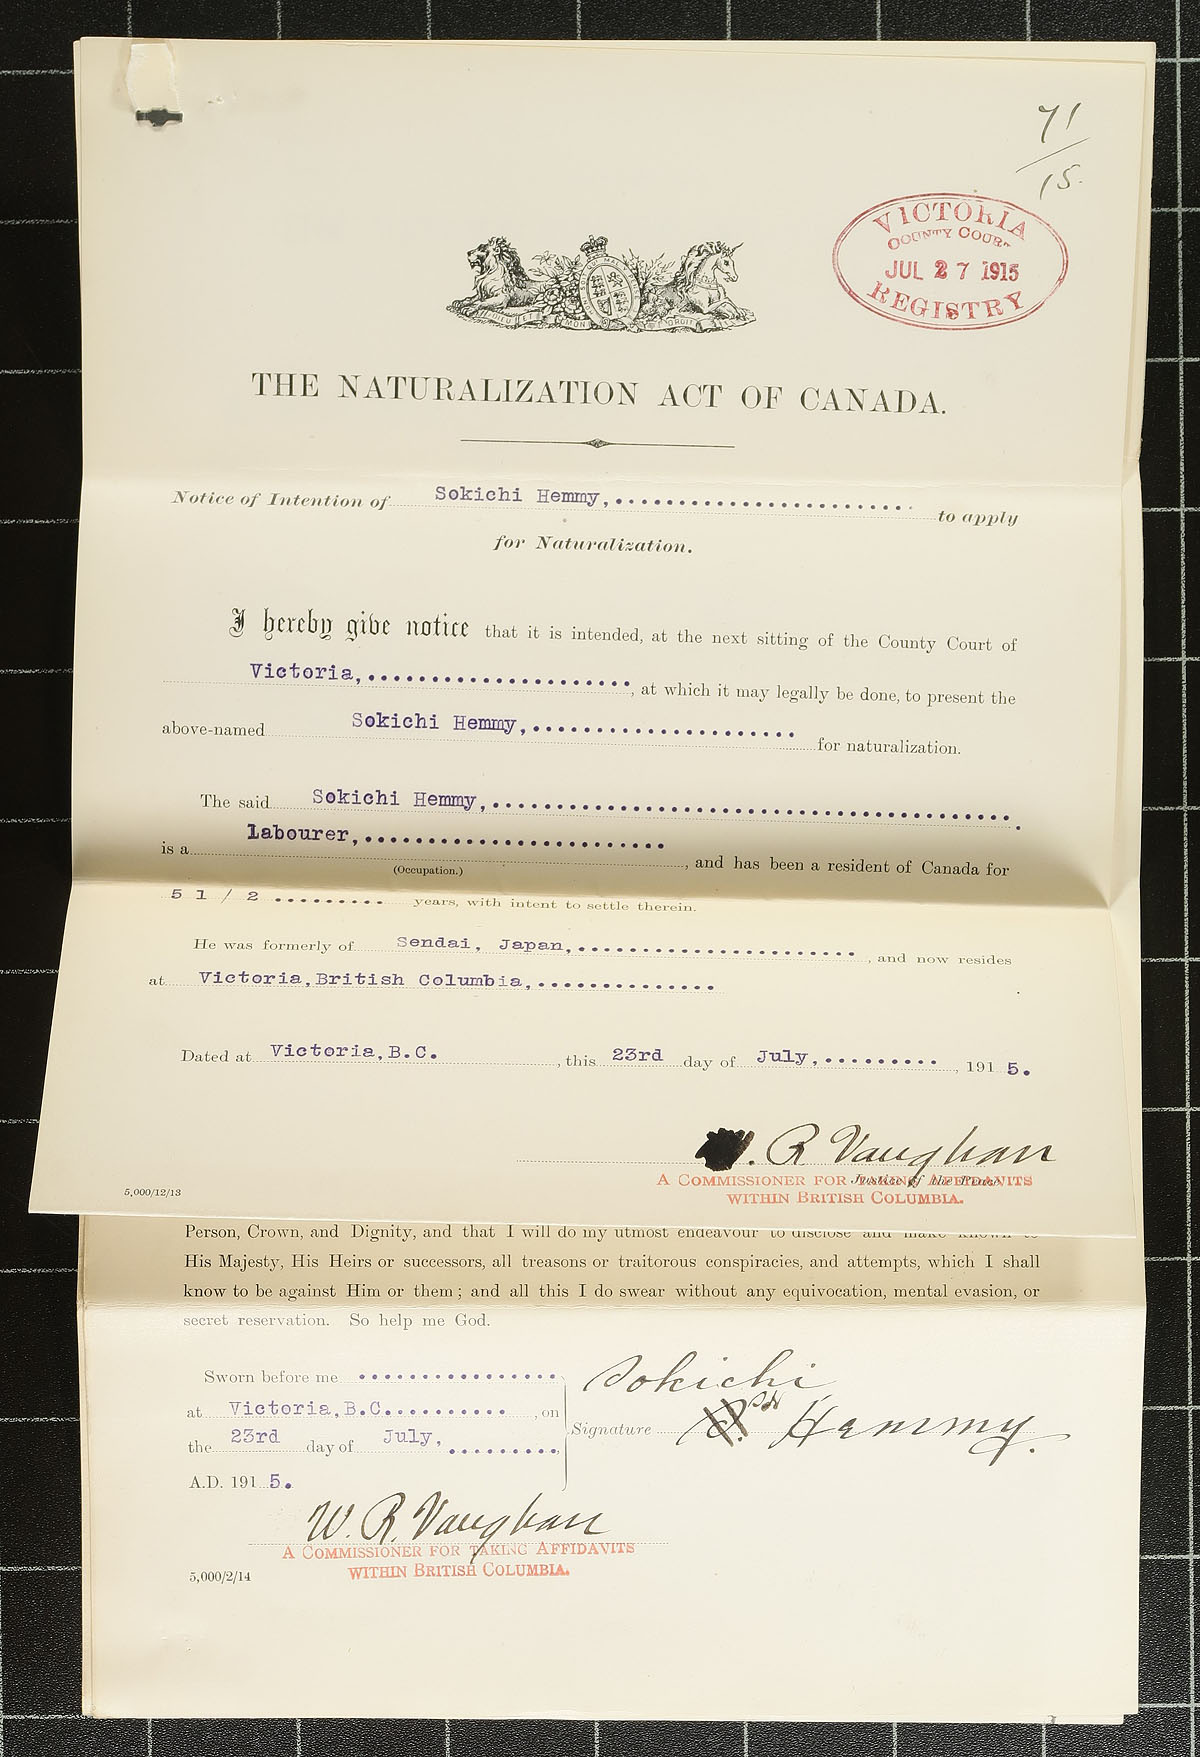 71
/15.
VICTORIA
COUNTY COURT
JUL 27 1915
REGISTRY
DIEU ET MON DROIT
THE NATURALIZATION ACT OF CANADA.
Notice of Intention of Sokichi Hemmy, to apply
for Naturalization.
I hereby give notice that it is intended, at the next sitting of the County Court of
Victoria, , at which it may legally be done, to present the
above-named Sokichi Hemmy, for naturalization.
The said Sokichi Hemmy,
is a labourer, , and has been a resident of Canada for
(Occupation.)
5 1/2 years, with intent to settle therein.
He was formerly of Sendai, Japan, , and now resides
at Victoria, British Columbia,
Dated at Victoria, B.C. , this 23rd day of July, , 1915.
W. R. Vaughan
Justice of the Peace
A COMMISSIONER FOR TAKING AFFIDAVITS
WITHIN BRITISH COLUMBIA.
5,000/12/13
Person, Crown, and Dignity, and that I will do my utmost endeavour to disclose and make known to
His Majesty, His Heirs or successors, all treasons or traitorous conspiracies, and attempts, which I shall
know to be against Him or them; and all this I do swear without any equivocation, mental evasion, or
secret reservation. So help me God.
Sworn before me
at Victoria, B.C. , on
the 23rd day of July,
A.D. 1915.
Sokichi
Signature Hemmy.
W. R. Vaughan
A COMMISSIONER FOR TAKING AFFIDAVITS
WITHIN BRITISH COLUMBIA.
5,000/2/14